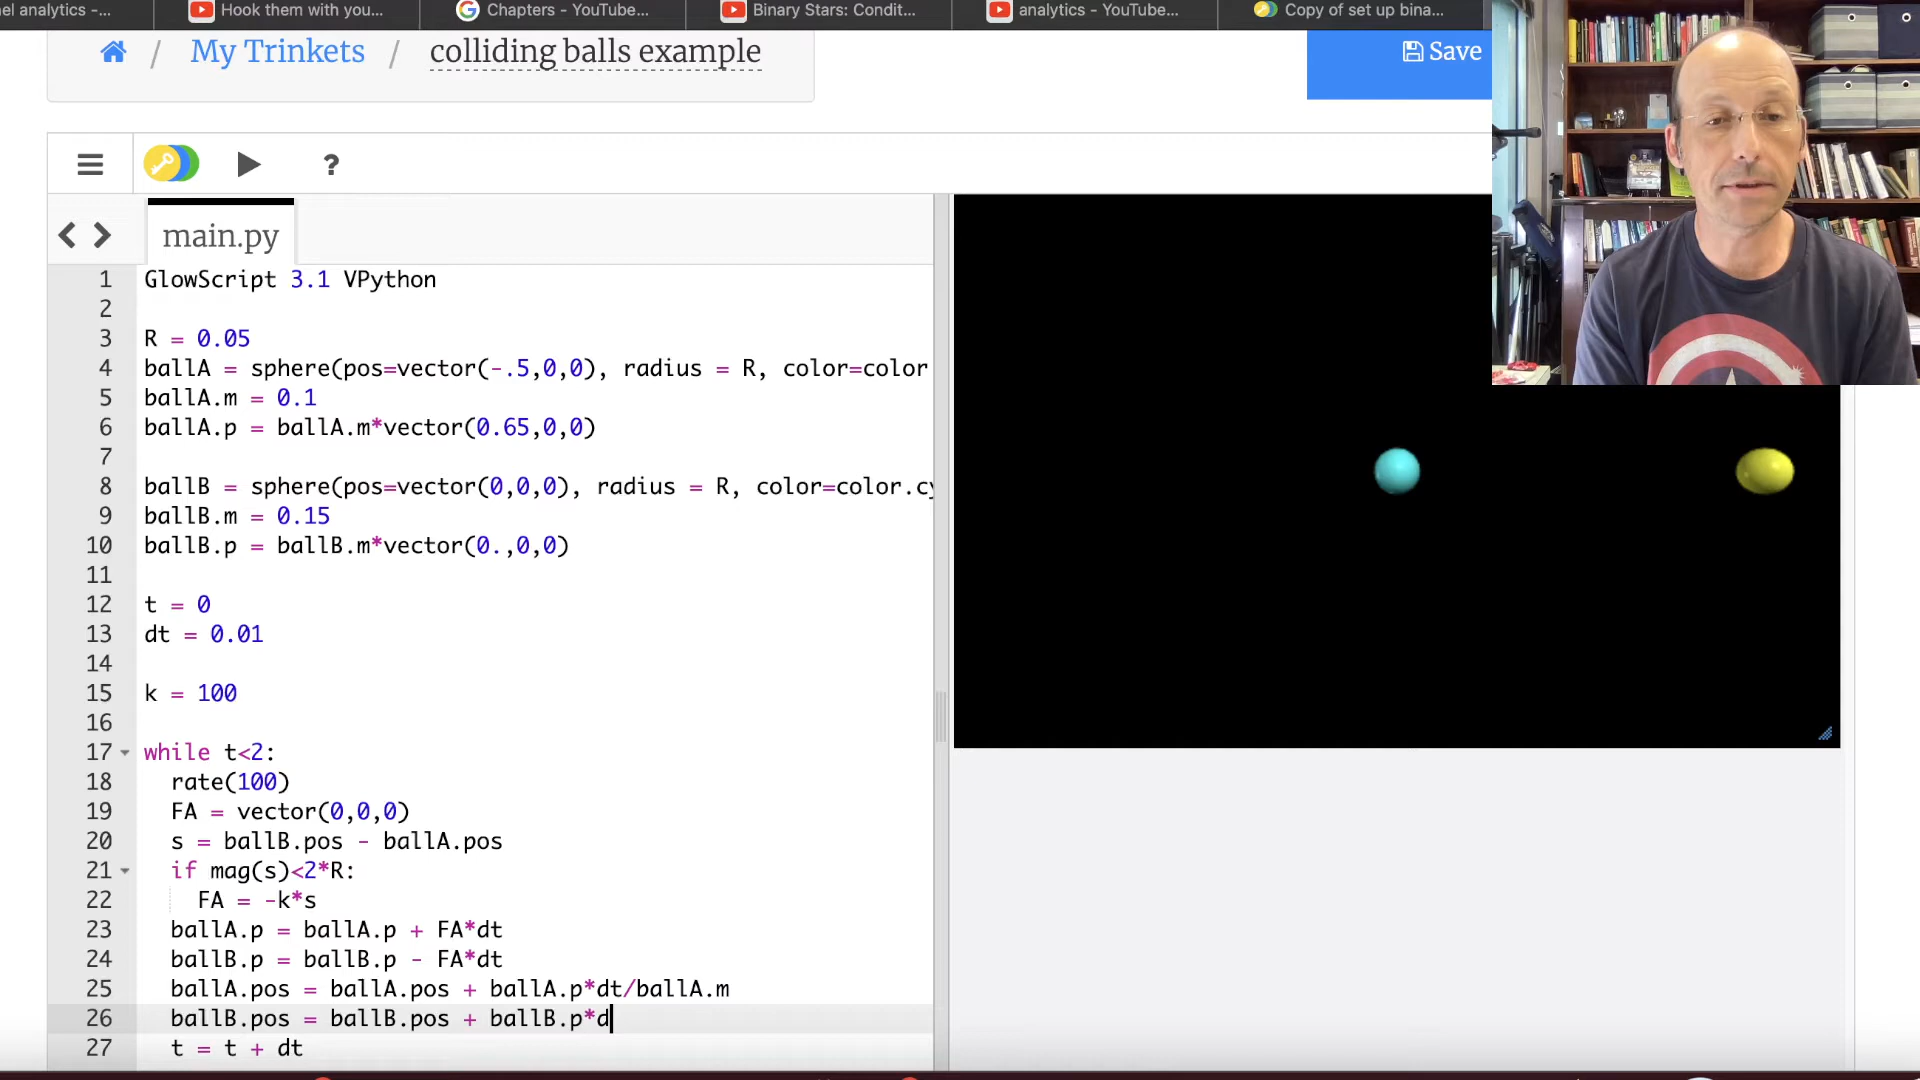 nel analytics -...
Hook them with you...
Chapters - YouTube...
Binary Stars: Condit...
analytics - YouTube...
Copy of set up bina...
/ My Trinkets / colliding balls example
Save
?
main.py
1 GlowScript 3.1 VPython
2
3 R = 0.05
4 ballA = sphere(pos=vector(-.5,0,0), radius = R, color=color
5 ballA.m = 0.1
6 ballA.p = ballA.m*vector(0.65,0,0)
7
8 ballB = sphere(pos=vector(0,0,0), radius = R, color=color.cy
9 ballB.m = 0.15
10 ballB.p = ballB.m*vector(0.,0,0)
11
12 t = 0
13 dt = 0.01
14
15 k = 100
16
17 while t<2:
18 rate(100)
19 FA = vector(0,0,0)
20 s = ballB.pos - ballA.pos
21 if mag(s)<2*R:
22 FA = -k*s
23 ballA.p = ballA.p + FA*dt
24 ballB.p = ballB.p - FA*dt
25 ballA.pos = ballA.pos + ballA.p*dt/ballA.m
26 ballB.pos = ballB.pos + ballB.p*d
27 t = t + dt